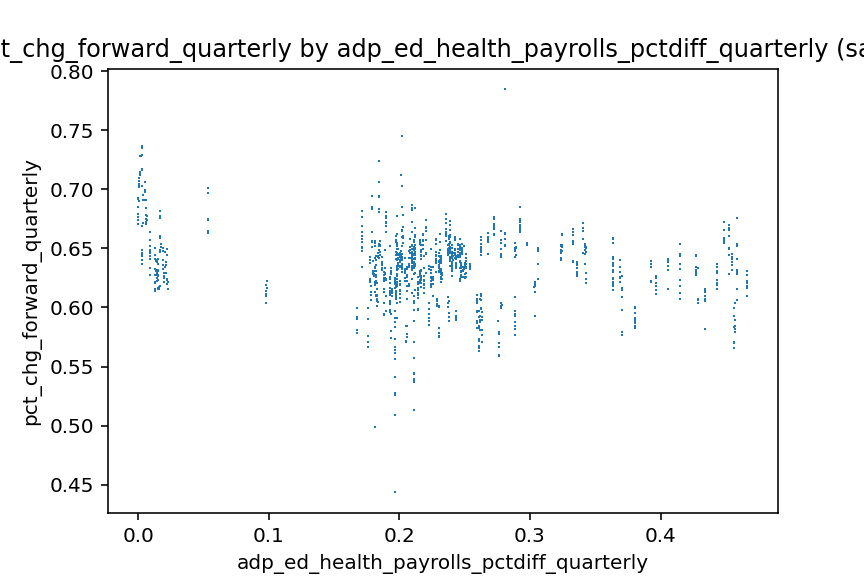 t_chg_forward_quarterly by adp_ed_health_payrolls_pctdiff_quarterly (sa
0.80
0.75
0.70
0.65
0.60
0.55
0.50
0.45
pct_chg_forward_quarterly
0.0 0.1 0.2 0.3 0.4
adp_ed_health_payrolls_pctdiff_quarterly